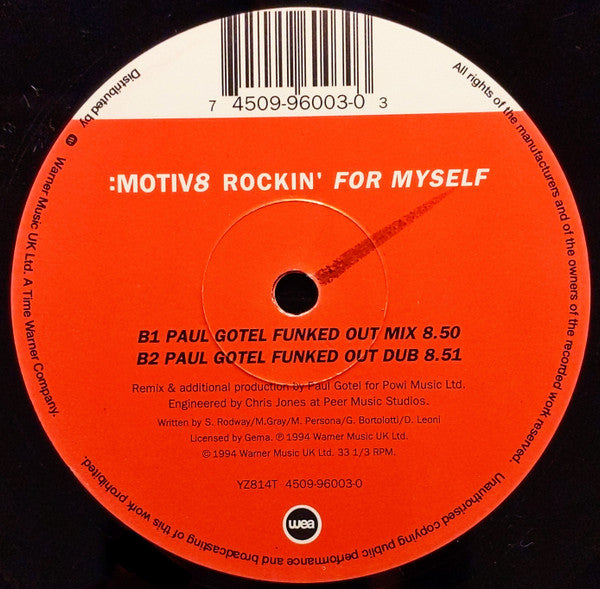 7 4509-96003-0 3
:MOTIV8 ROCKIN' FOR MYSELF
B1 PAUL GOTEL FUNKED OUT MIX 8.50
B2 PAUL GOTEL FUNKED OUT DUB 8.51
Remix & additional production by Paul Gotel for Powi Music Ltd.
Engineered by Chris Jones at Peer Music Studios.
Written by S. Rodway/M.Gray/M. Persona/G. Bortolotti/D. Leoni
Licensed by Gema. ℗ 1994 Warner Music UK Ltd.
© 1994 Warner Music UK Ltd. 33 1/3 RPM.
YZ814T 4509-96003-0
wea
All rights of the manufacturers and of the owners of the recorded work reserved. Unauthorised copying public performance and broadcasting of this work prohibited. Distributed by Warner Music UK Ltd. A Time Warner Company.